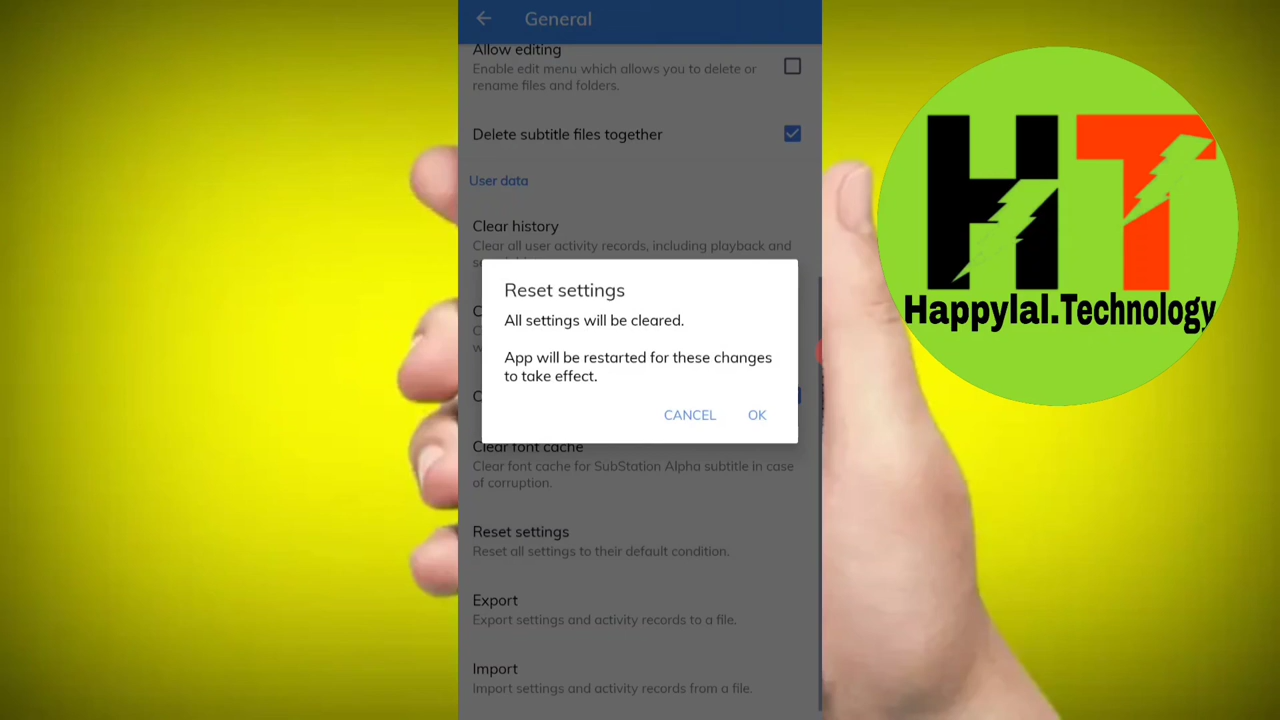 General
Allow editing
Enable edit menu which allows you to delete or
rename files and folders.
Delete subtitle files together
User data
Clear history
Clear all user activity records, including playback and
Reset settings
All settings will be cleared.
App will be restarted for these changes
to take effect.
CANCEL OK
Clear font cache
Clear font cache for SubStation Alpha subtitle in case
of corruption.
Reset settings
Reset all settings to their default condition.
Export
Export settings and activity records to a file.
Import
Import settings and activity records from a file.
HT
Happylal.Technology